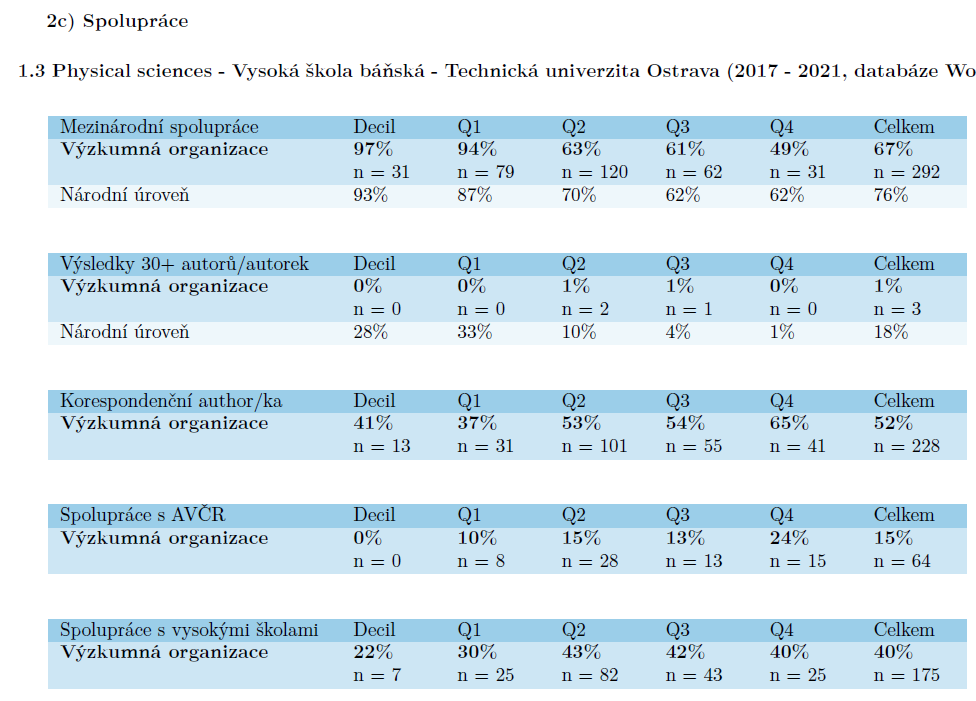 2c) Spolupráce
1.3 Physical sciences - Vysoká škola báňská - Technická univerzita Ostrava (2017 - 2021, databáze Wo
Mezinárodní spolupráce Decil Q1 Q2 Q3 Q4 Celkem
Výzkumná organizace 97% 94% 63% 61% 49% 67%
n = 31 n = 79 n = 120 n = 62 n = 31 n = 292
Národní úroveň 93% 87% 70% 62% 62% 76%
Výsledky 30+ autorů/autorek Decil Q1 Q2 Q3 Q4 Celkem
Výzkumná organizace 0% 0% 1% 1% 0% 1%
n = 0 n = 0 n = 2 n = 1 n = 0 n = 3
Národní úroveň 28% 33% 10% 4% 1% 18%
Korespondenční author/ka Decil Q1 Q2 Q3 Q4 Celkem
Výzkumná organizace 41% 37% 53% 54% 65% 52%
n = 13 n = 31 n = 101 n = 55 n = 41 n = 228
Spolupráce s AVČR Decil Q1 Q2 Q3 Q4 Celkem
Výzkumná organizace 0% 10% 15% 13% 24% 15%
n = 0 n = 8 n = 28 n = 13 n = 15 n = 64
Spolupráce s vysokými školami Decil Q1 Q2 Q3 Q4 Celkem
Výzkumná organizace 22% 30% 43% 42% 40% 40%
n = 7 n = 25 n = 82 n = 43 n = 25 n = 175